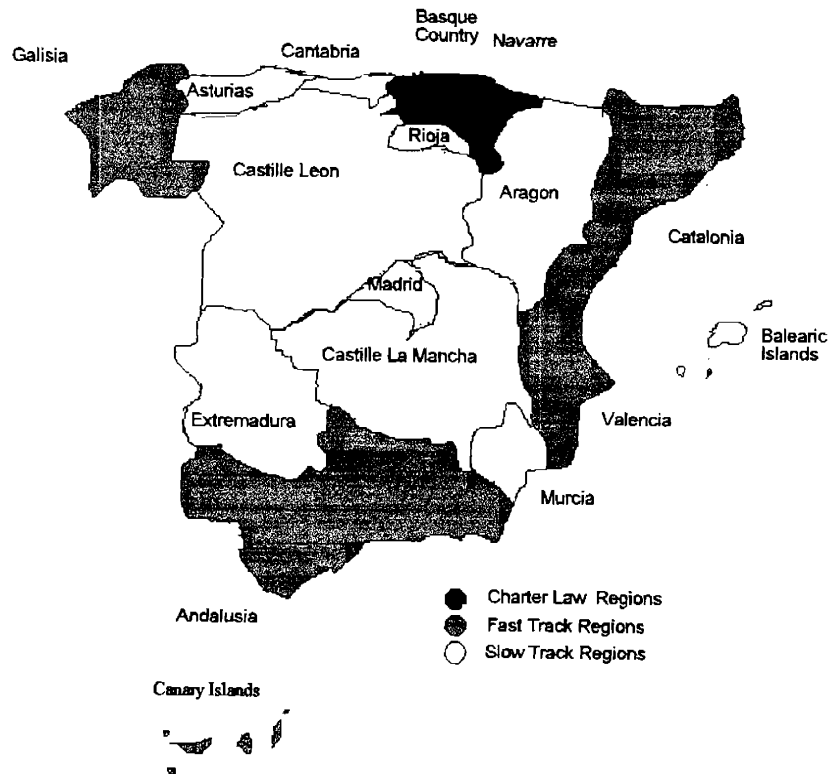 Basque
Country
Navarre
Cantabria
Galisia
Asturias
Rioja
Castille Leon
Aragon
Catalonia
Madrid
Balearic
Islands
Castille La Mancha
Extremadura
Valencia
Murcia
Charter Law Regions
Fast Track Regions
Slow Track Regions
Andalusia
Canary Islands